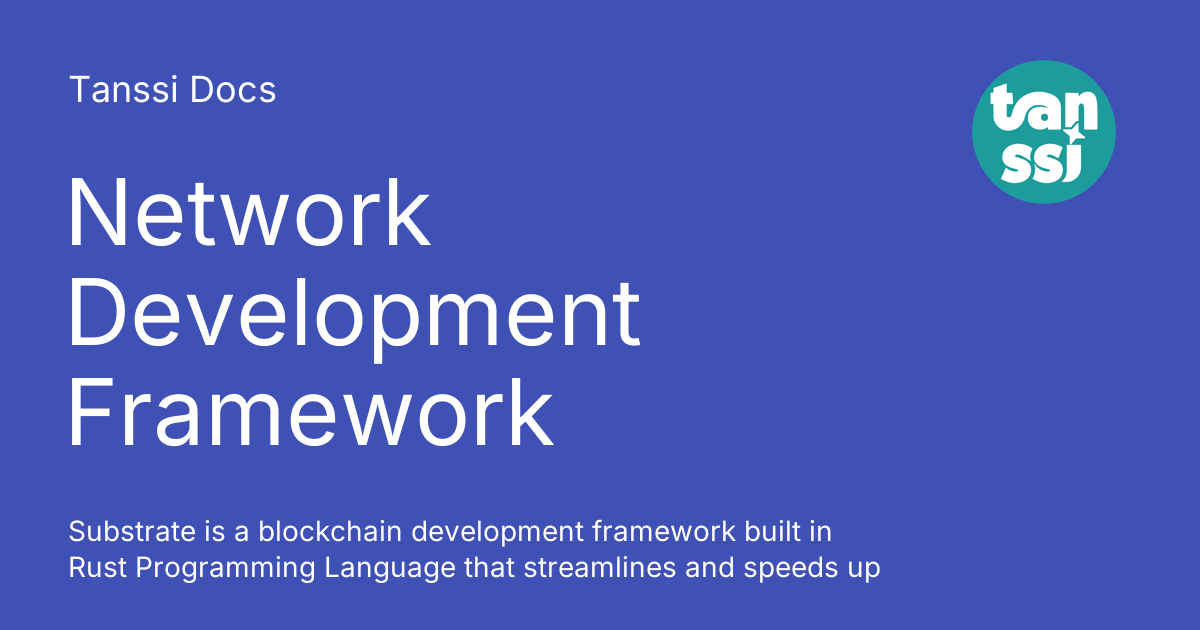 Tanssi Docs
tan
ssi
Network
Development
Framework
Substrate is a blockchain development framework built in
Rust Programming Language that streamlines and speeds up